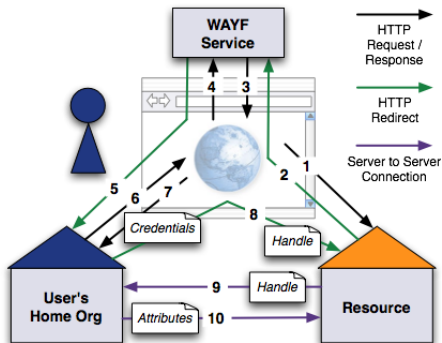 WAYF
Service
HTTP
Request /
Response
HTTP
Redirect
Server to Server
Connection
4
3
1
2
5
6
7
8
Credentials
Handle
9
Handle
Attributes
10
User's
Home Org
Resource